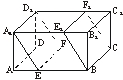 D₁ F₁ C₁
A₁ E₁ B₁
D F C
A E B